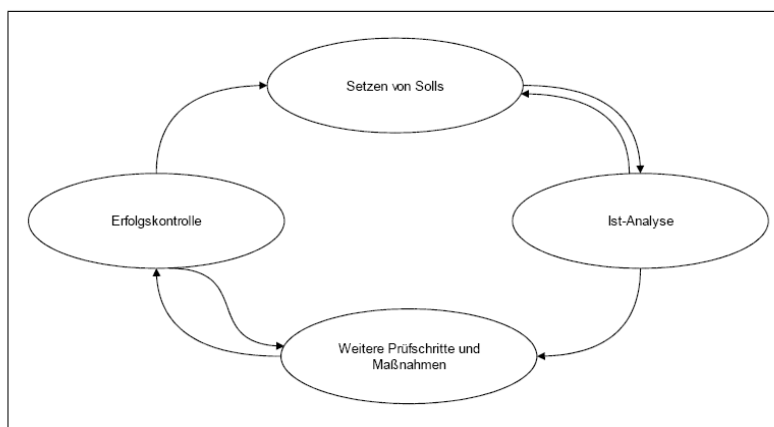 Setzen von Solls
Erfolgskontrolle
Ist-Analyse
Weitere Prüfschritte und
Maßnahmen